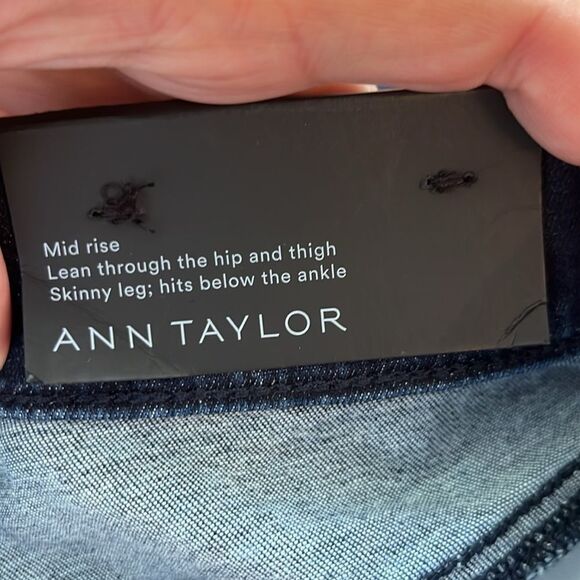 Mid rise
Lean through the hip and thigh
Skinny leg; hits below the ankle
ANN TAYLOR